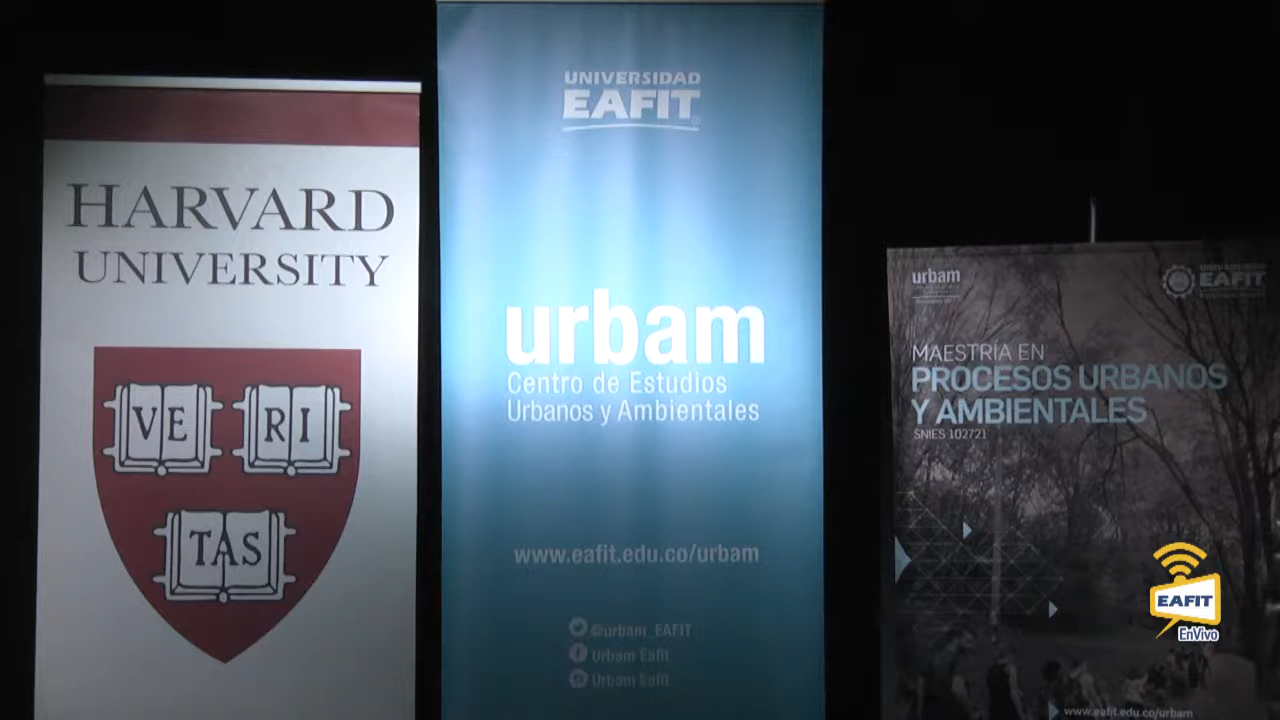 HARVARD
UNIVERSITY
VE RI
TAS
UNIVERSIDAD
EAFIT
urbam
Centro de Estudios
Urbanos y Ambientales
www.eafit.edu.co/urbam
@urbam_EAFIT
Urbam Eafit
Urbam Eafit
urbam
EAFIT
MAESTRÍA EN
PROCESOS URBANOS
Y AMBIENTALES
SNIES 102721
www.eafit.edu.co/urbam
EAFIT
EnVivo